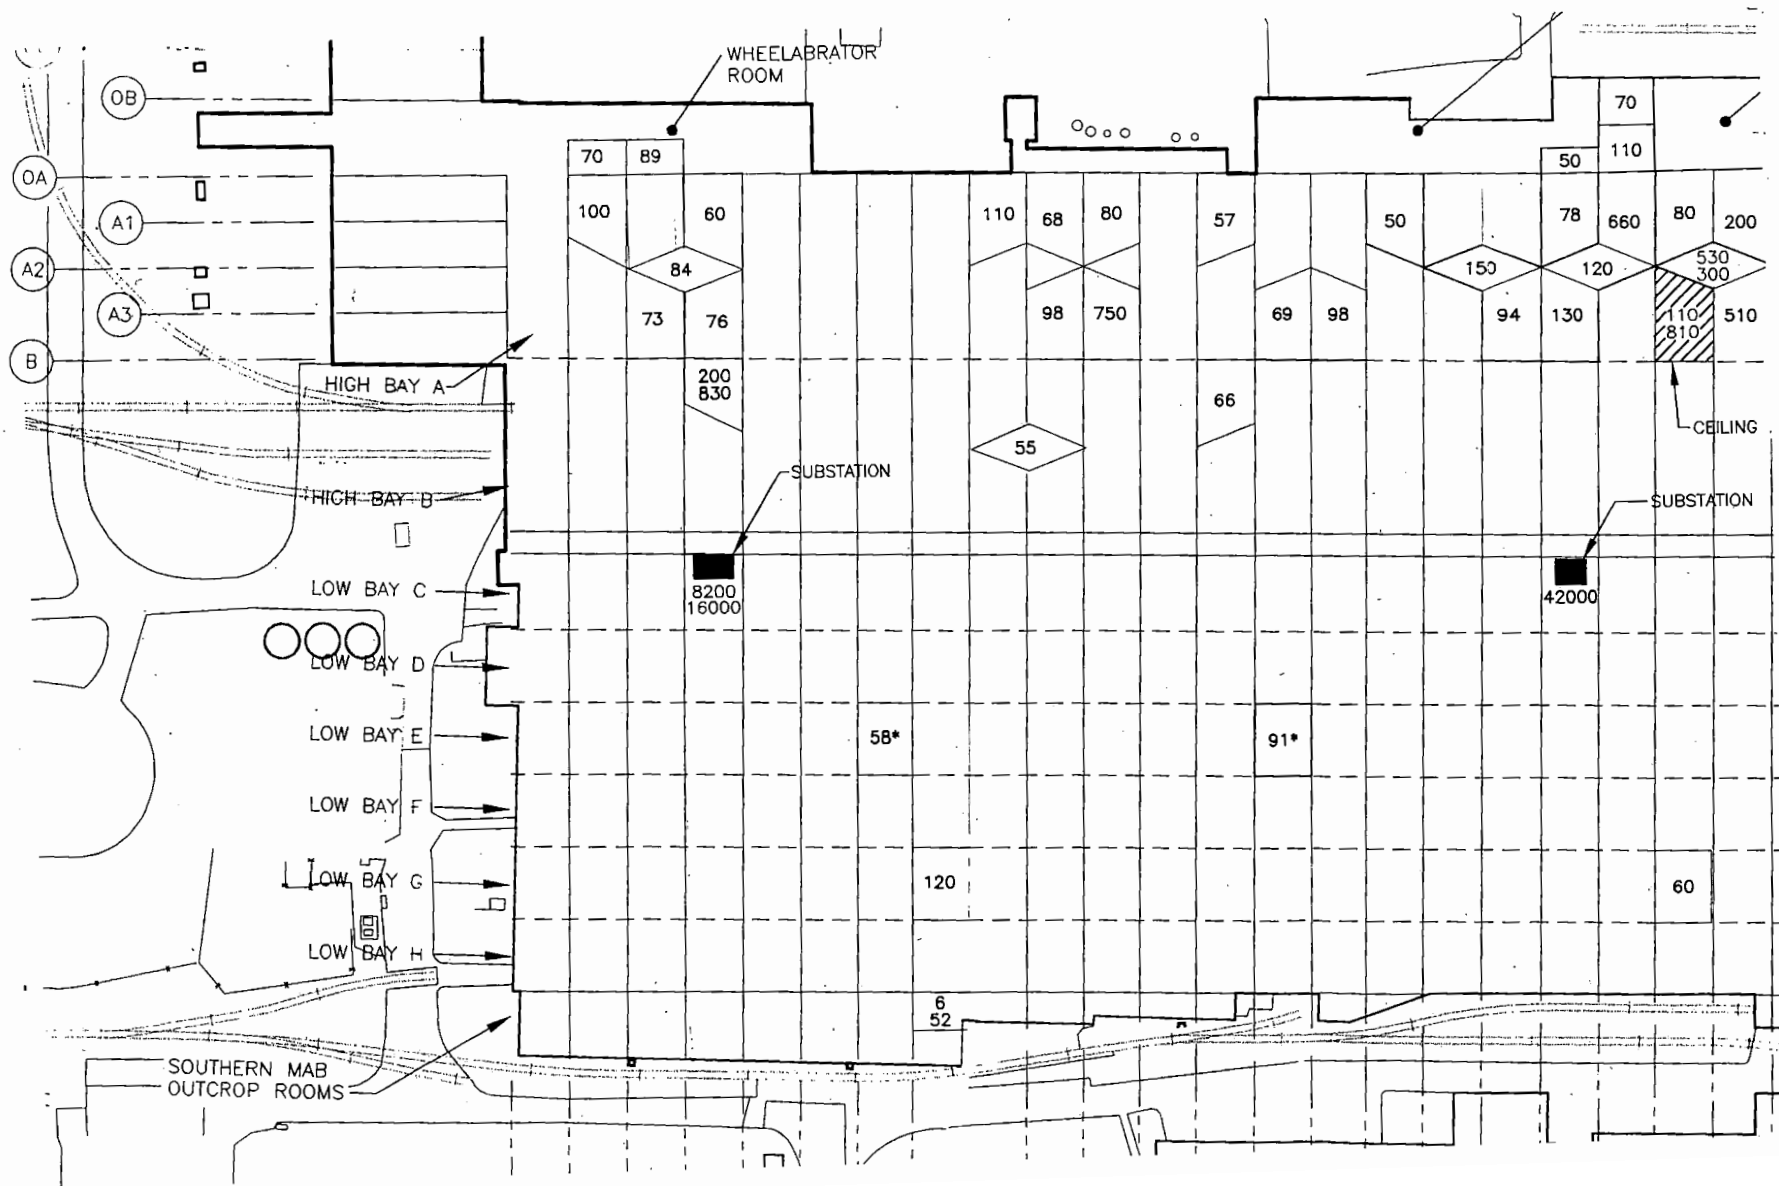 WHEELABRATOR
ROOM
OB
70
70
89
50
110
OA
A1
100
60
110
68
80
57
50
78
660
80
200
A2
84
150
120
530
300
A3
73
76
98
750
69
98
94
130
110
810
510
B
HIGH BAY A
200
830
66
CEILING
55
SUBSTATION
HIGH BAY B
SUBSTATION
LOW BAY C
8200
16000
42000
LOW BAY D
LOW BAY E
58*
91*
LOW BAY F
LOW BAY G
120
60
LOW BAY H
6
52
SOUTHERN MAB
OUTCROP ROOMS